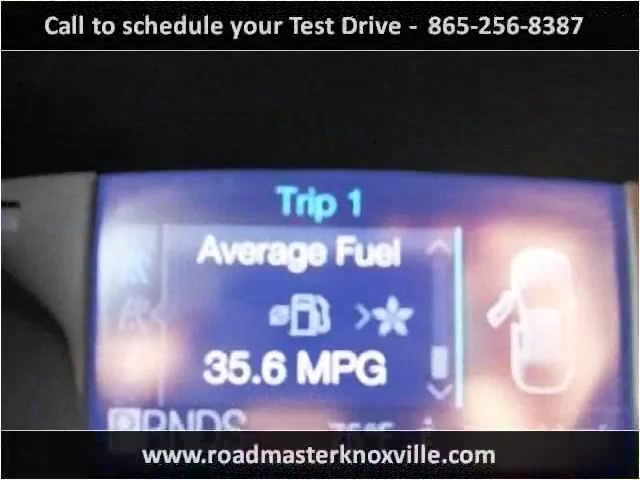 Call to schedule your Test Drive - 865-256-8387
Trip 1
Average Fuel
35.6 MPG
PRNDS
www.roadmasterknoxville.com